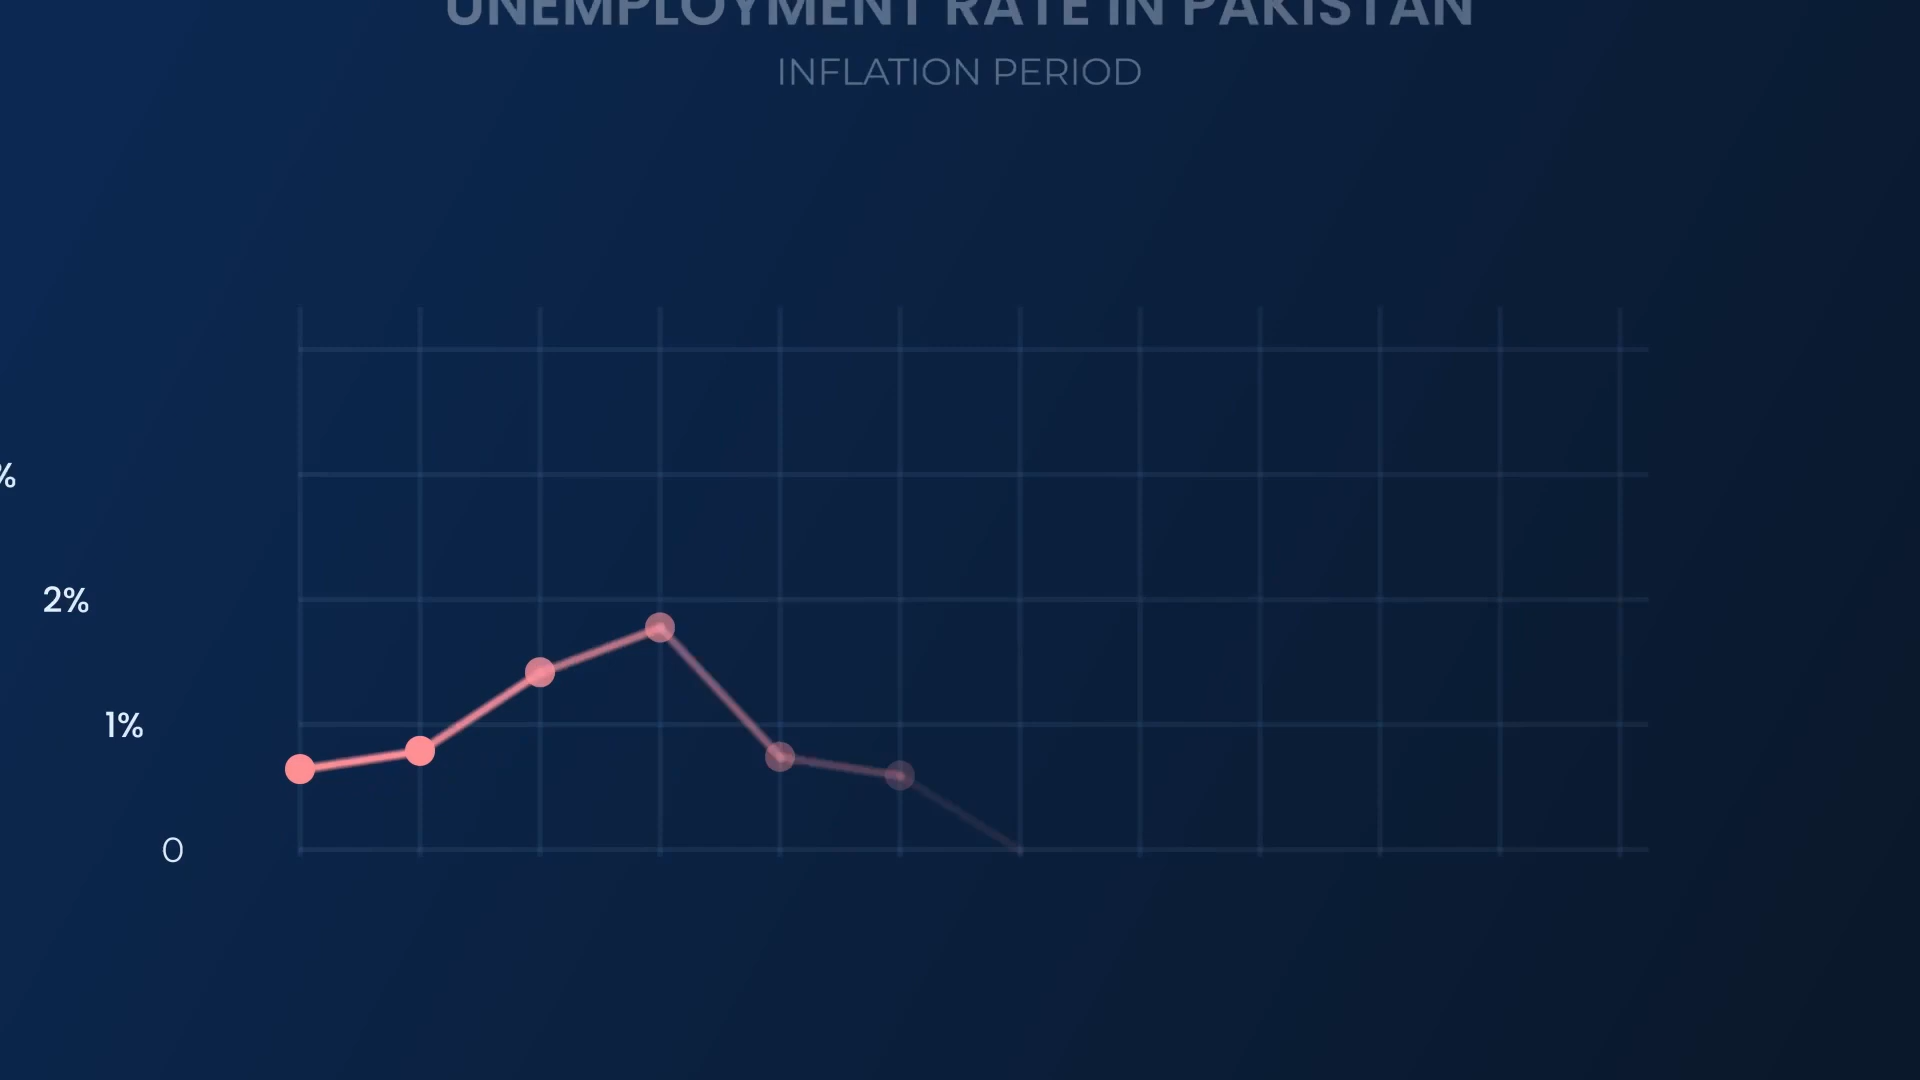 UNEMPLOYMENT RATE IN PAKISTAN
INFLATION PERIOD
%
2%
1%
0